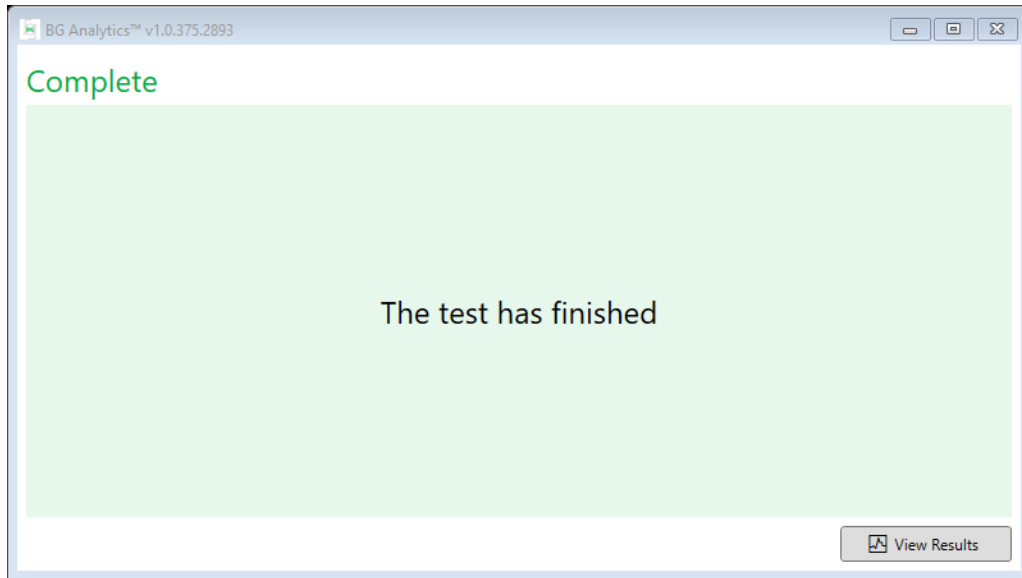 BG Analytics™ v1.0.375.2893
Complete
The test has finished
View Results